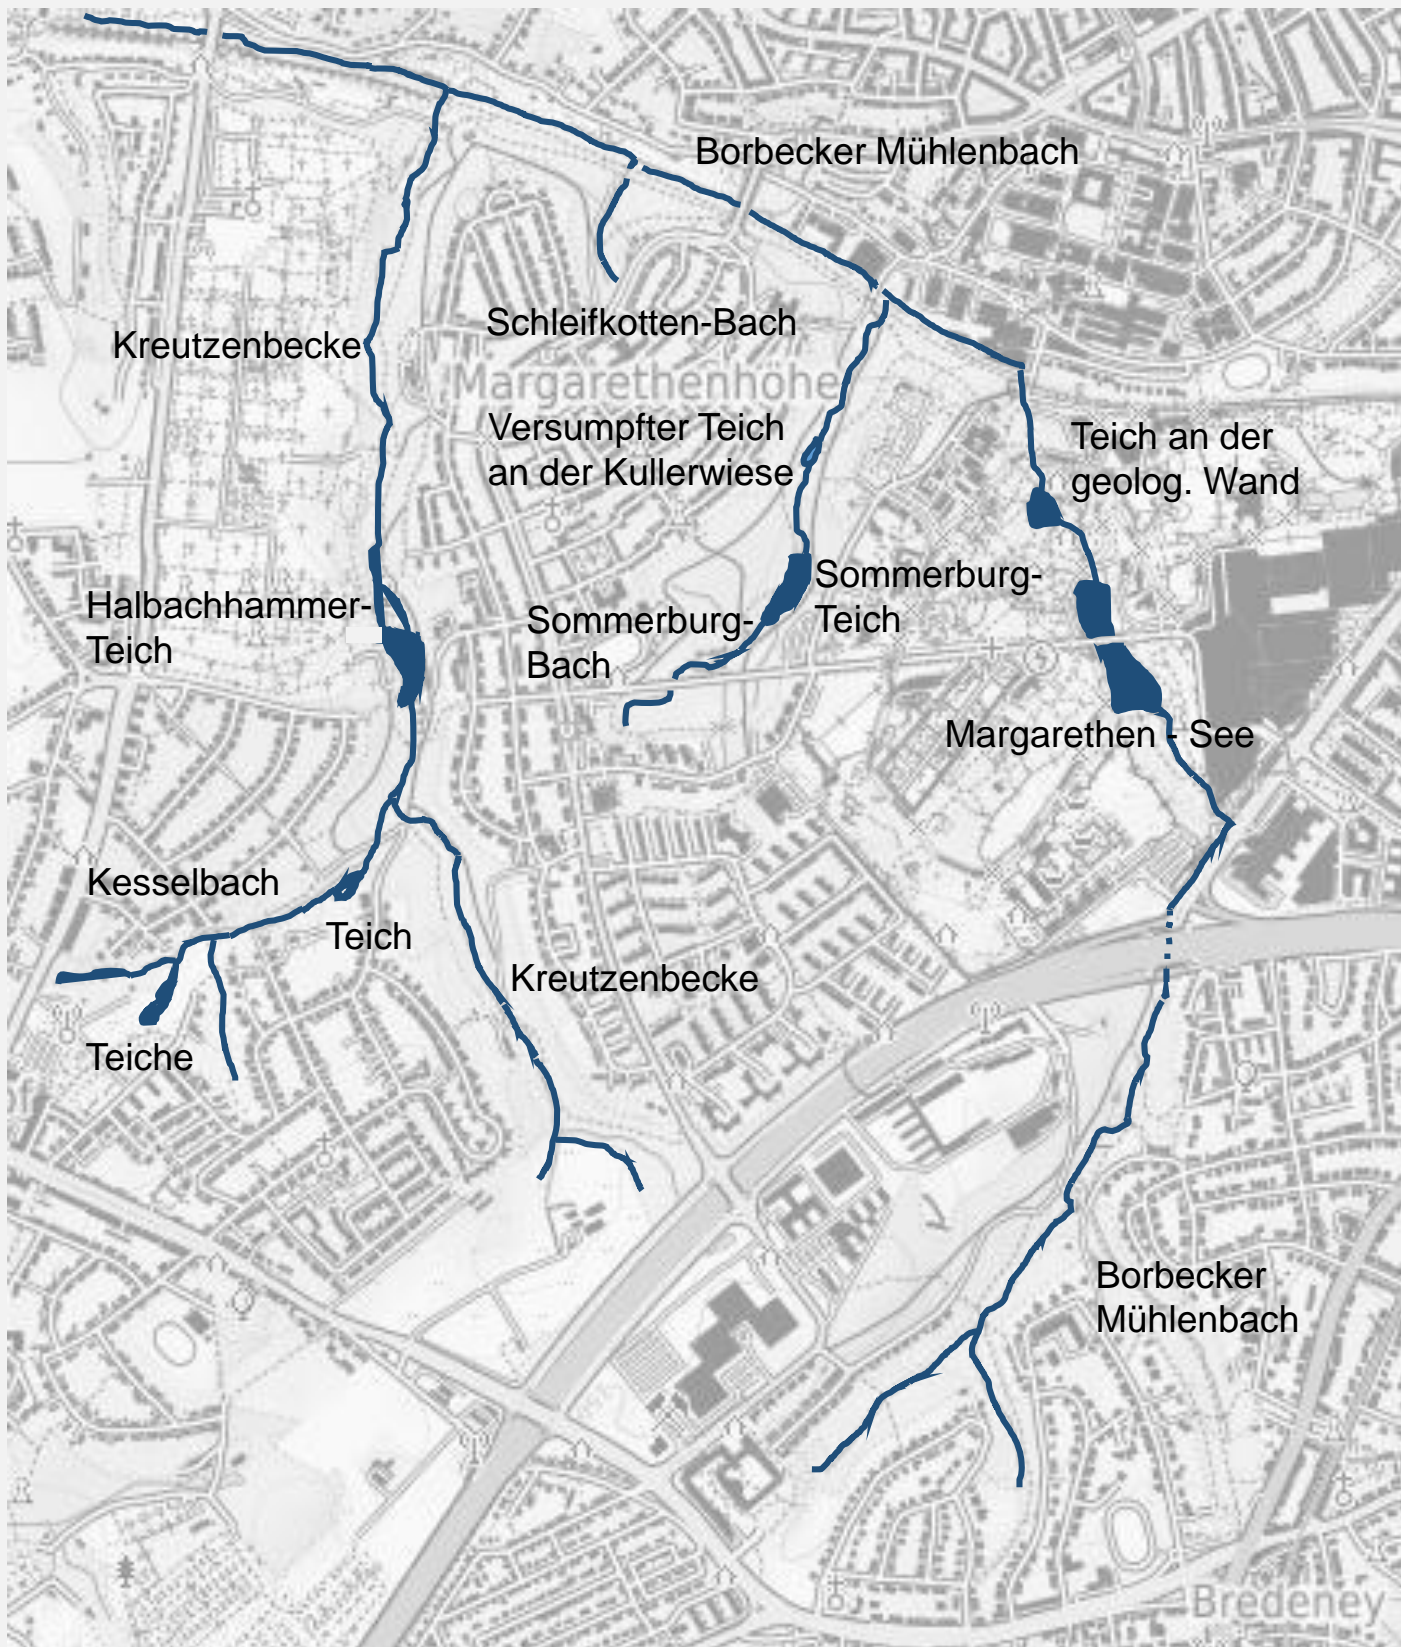 Borbecker Mühlenbach
Schleifkotten-Bach
Kreutzenbecke
Margarethenhöhe
Versumpfter Teich
an der Kullerwiese
Teich an der
geolog. Wand
Halbachhammer-
Teich
Sommerburg-
Teich
Sommerburg-
Bach
Margarethen - See
Kesselbach
Teich
Kreutzenbecke
Teiche
Borbecker
Mühlenbach
Bredeney